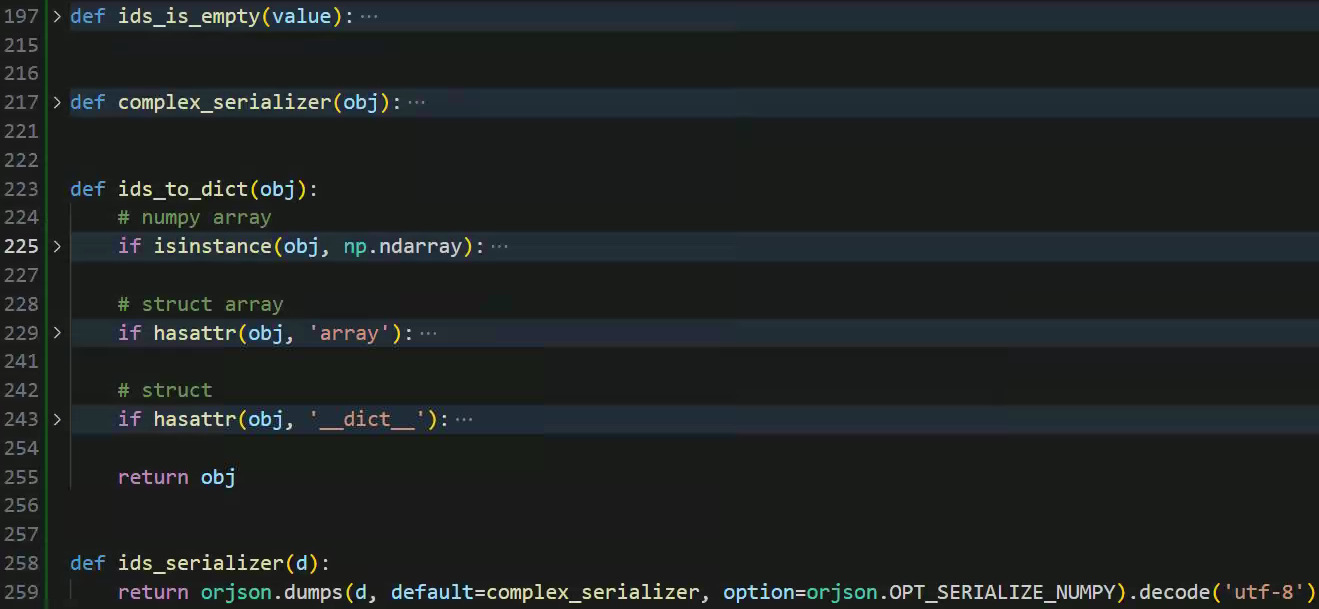 197 > def ids_is_empty(value): ···
215
216
217 > def complex_serializer(obj): ···
221
222
223 def ids_to_dict(obj):
224 # numpy array
225 > if isinstance(obj, np.ndarray): ···
227
228 # struct array
229 > if hasattr(obj, 'array'): ···
241
242 # struct
243 > if hasattr(obj, '__dict__'): ···
254
255 return obj
256
257
258 def ids_serializer(d):
259 return orjson.dumps(d, default=complex_serializer, option=orjson.OPT_SERIALIZE_NUMPY).decode('utf-8')